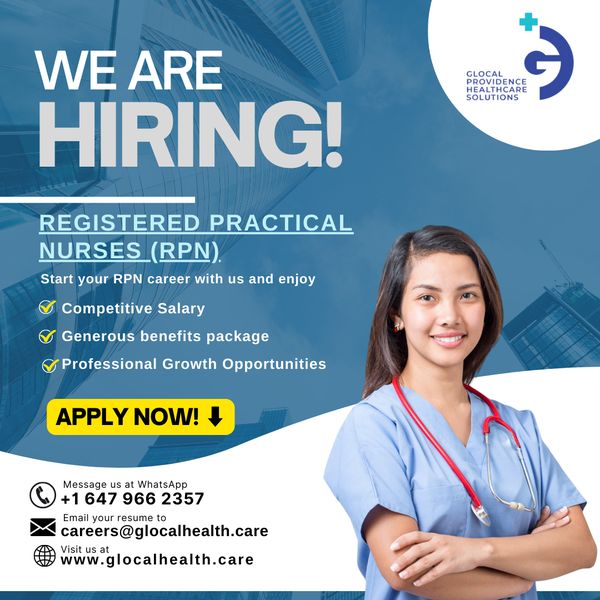 WE ARE
HIRING!
GLOCAL
PROVIDENCE
HEALTHCARE
SOLUTIONS
REGISTERED PRACTICAL
NURSES (RPN)
Start your RPN career with us and enjoy
Competitive Salary
Generous benefits package
Professional Growth Opportunities
APPLY NOW!
Message us at WhatsApp
+1 647 966 2357
Email your resume to
careers@glocalhealth.care
Visit us at
www.glocalhealth.care